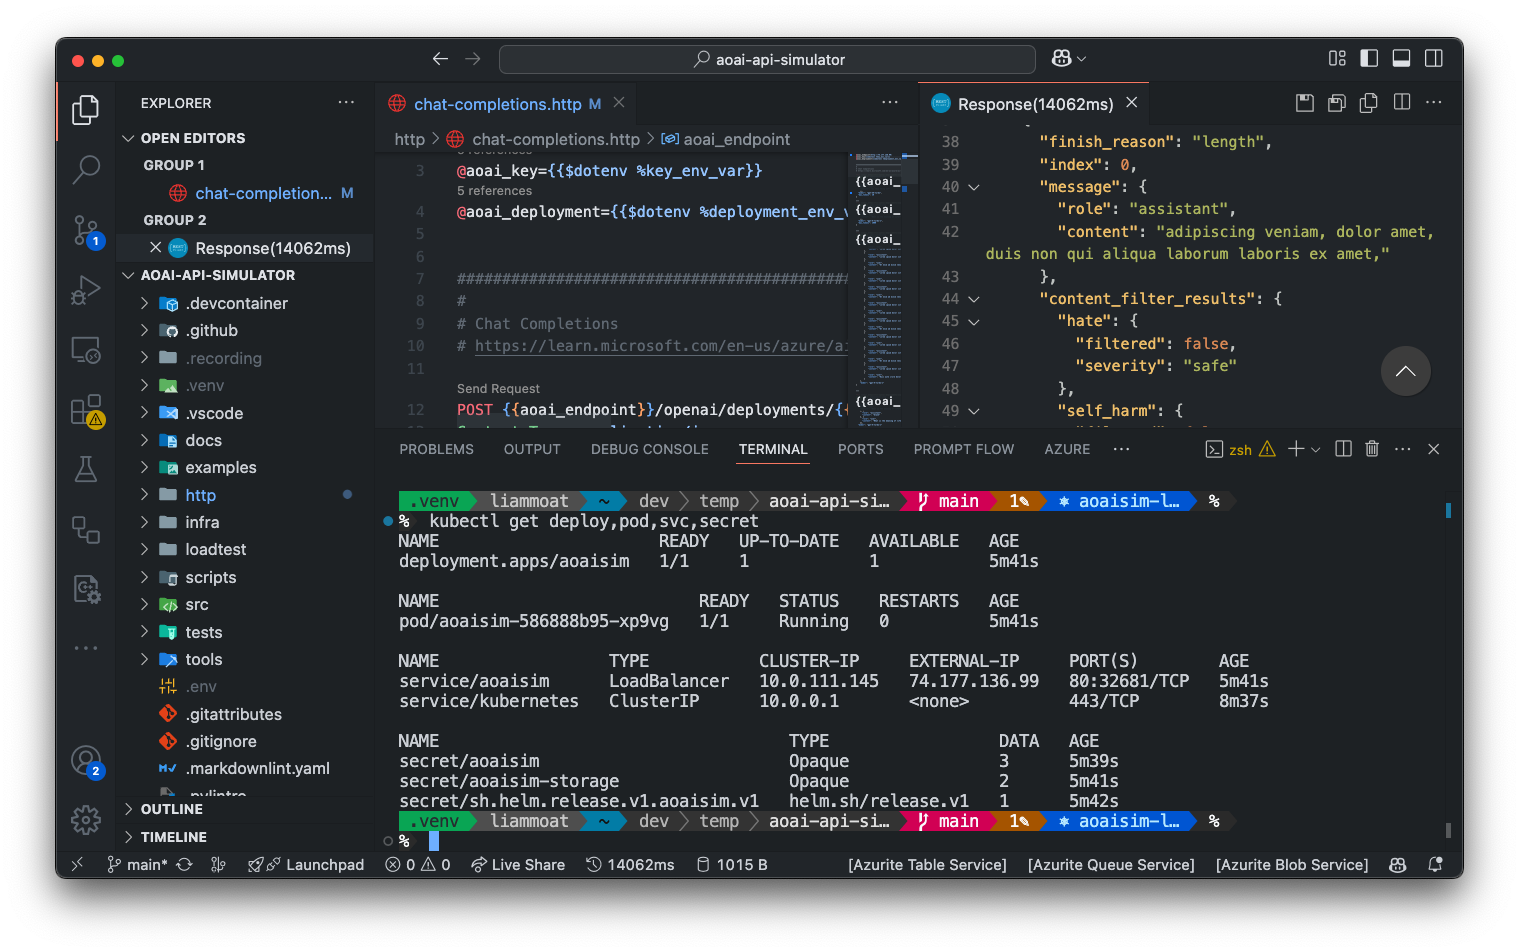 aoai-api-simulator
EXPLORER
OPEN EDITORS
GROUP 1
chat-completion... M
GROUP 2
Response(14062ms)
AOAI-API-SIMULATOR
.devcontainer
.github
.recording
.venv
.vscode
docs
examples
http
infra
loadtest
scripts
src
tests
tools
.env
.gitattributes
.gitignore
.markdownlint.yaml
OUTLINE
TIMELINE
1
2
chat-completions.http M
http > chat-completions.http > aoai_endpoint
3 @aoai_key={{$dotenv %key_env_var}}
5 references
4 @aoai_deployment={{$dotenv %deployment_env_v
5
6
7 ###########################################
8 #
9 # Chat Completions
10 # https://learn.microsoft.com/en-us/azure/ai
11
Send Request
12 POST {{aoai_endpoint}}/openai/deployments/{{
{{aoai_
{{aoai_
{{aoai_
{{aoai_
Response(14062ms)
38 "finish_reason": "length",
39 "index": 0,
40 "message": {
41 "role": "assistant",
42 "content": "adipiscing veniam, dolor amet,
duis non qui aliqua laborum laboris ex amet,"
43 },
44 "content_filter_results": {
45 "hate": {
46 "filtered": false,
47 "severity": "safe"
48 },
49 "self_harm": {
PROBLEMS OUTPUT DEBUG CONSOLE TERMINAL PORTS PROMPT FLOW AZURE ... zsh
.venv liammoat ~ dev temp aoai-api-si... main 1 aoaisim-l... %
% kubectl get deploy,pod,svc,secret
NAME READY UP-TO-DATE AVAILABLE AGE
deployment.apps/aoaisim 1/1 1 1 5m41s
NAME READY STATUS RESTARTS AGE
pod/aoaisim-586888b95-xp9vg 1/1 Running 0 5m41s
NAME TYPE CLUSTER-IP EXTERNAL-IP PORT(S) AGE
service/aoaisim LoadBalancer 10.0.111.145 74.177.136.99 80:32681/TCP 5m41s
service/kubernetes ClusterIP 10.0.0.1 <none> 443/TCP 8m37s
NAME TYPE DATA AGE
secret/aoaisim Opaque 3 5m39s
secret/aoaisim-storage Opaque 2 5m41s
secret/sh.helm.release.v1.aoaisim.v1 helm.sh/release.v1 1 5m42s
.venv liammoat ~ dev temp aoai-api-si... main 1 aoaisim-l... %
%
main* Launchpad 0 0 Live Share 14062ms 1015 B [Azurite Table Service] [Azurite Queue Service] [Azurite Blob Service]